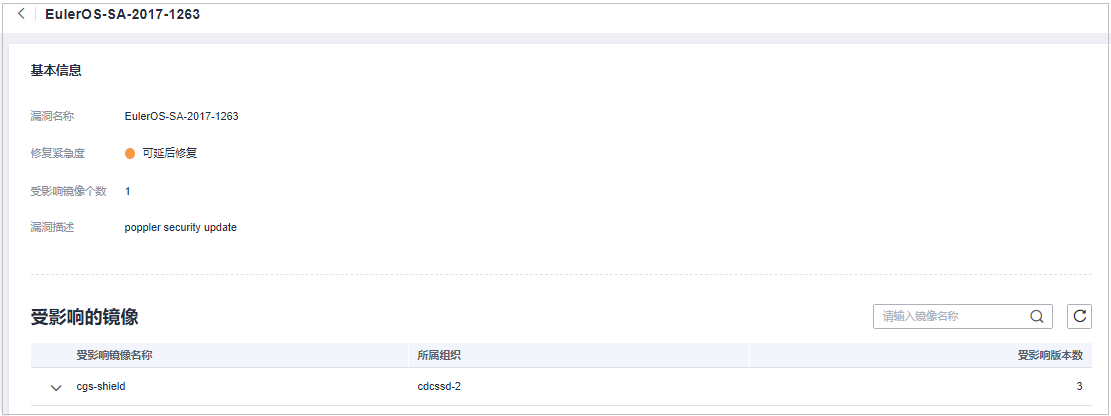 EulerOS-SA-2017-1263
基本信息
漏洞名称 EulerOS-SA-2017-1263
修复紧急度 可延后修复
受影响镜像个数 1
漏洞描述 poppler security update
受影响的镜像 请输入镜像名称
受影响镜像名称 所属组织 受影响版本数
cgs-shield cdcssd-2 3